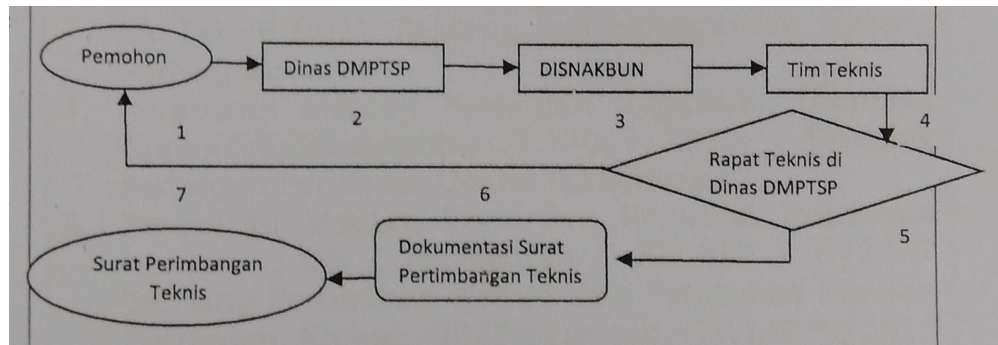 Pemohon
Dinas DMPTSP
DISNAKBUN
Tim Teknis
1
2
3
4
Rapat Teknis di
Dinas DMPTSP
7
6
5
Surat Perimbangan
Teknis
Dokumentasi Surat
Pertimbangan Teknis